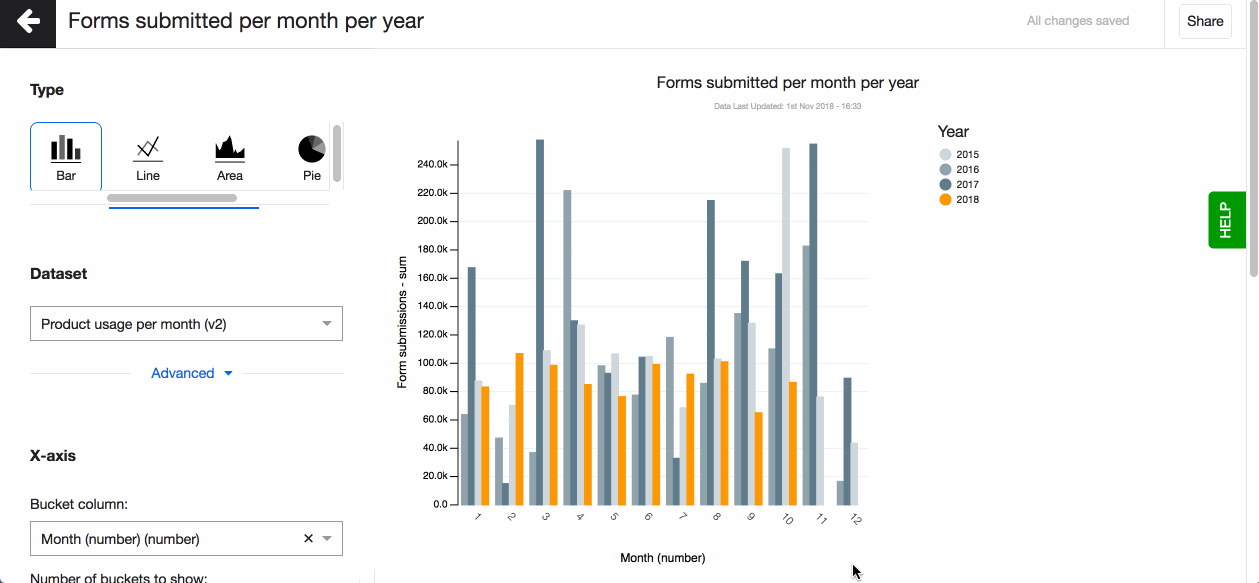 Forms submitted per month per year
All changes saved
Share
Type
Bar
Line
Area
Pie
Dataset
Product usage per month (v2)
Advanced
X-axis
Bucket column:
Month (number) (number)
Number of buckets to show:
Forms submitted per month per year
Data Last Updated: 1st Nov 2018 - 16:33
Form submissions - sum
240.0k
220.0k
200.0k
180.0k
160.0k
140.0k
120.0k
100.0k
80.0k
60.0k
40.0k
20.0k
0.0
1 2 3 4 5 6 7 8 9 10 11 12
Month (number)
Year
2015
2016
2017
2018
HELP